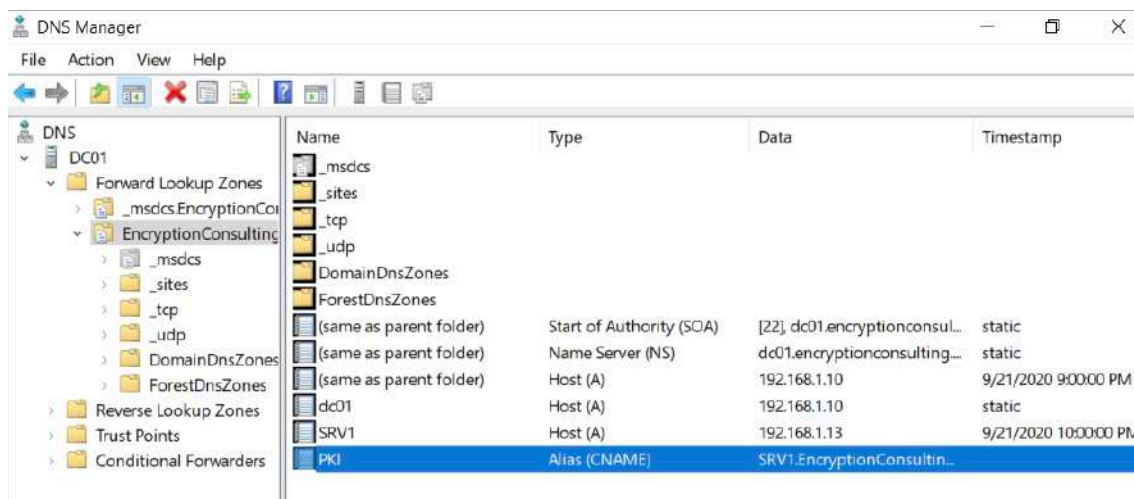 DNS Manager
File Action View Help
DNS
DC01
Forward Lookup Zones
_msdcs.EncryptionCo
EncryptionConsulting
_msdcs
_sites
_tcp
_udp
DomainDnsZones
ForestDnsZones
Reverse Lookup Zones
Trust Points
Conditional Forwarders
Name Type Data Timestamp
_msdcs
_sites
_tcp
_udp
DomainDnsZones
ForestDnsZones
(same as parent folder) Start of Authority (SOA) [22], dc01.encryptionconsul... static
(same as parent folder) Name Server (NS) dc01.encryptionconsulting.... static
(same as parent folder) Host (A) 192.168.1.10 9/21/2020 9:00:00 PM
dc01 Host (A) 192.168.1.10 static
SRV1 Host (A) 192.168.1.13 9/21/2020 10:00:00 PM
PKI Alias (CNAME) SRV1.EncryptionConsultin...